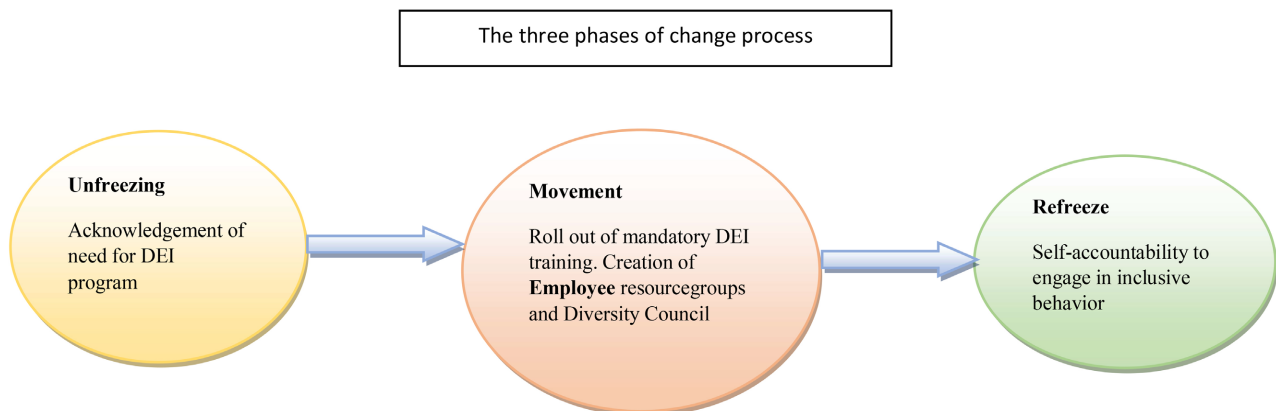 The three phases of change process
Unfreezing
Acknowledgement of
need for DEI
program
Movement
Roll out of mandatory DEI
training. Creation of
Employee resourcegroups
and Diversity Council
Refreeze
Self-accountability to
engage in inclusive
behavior